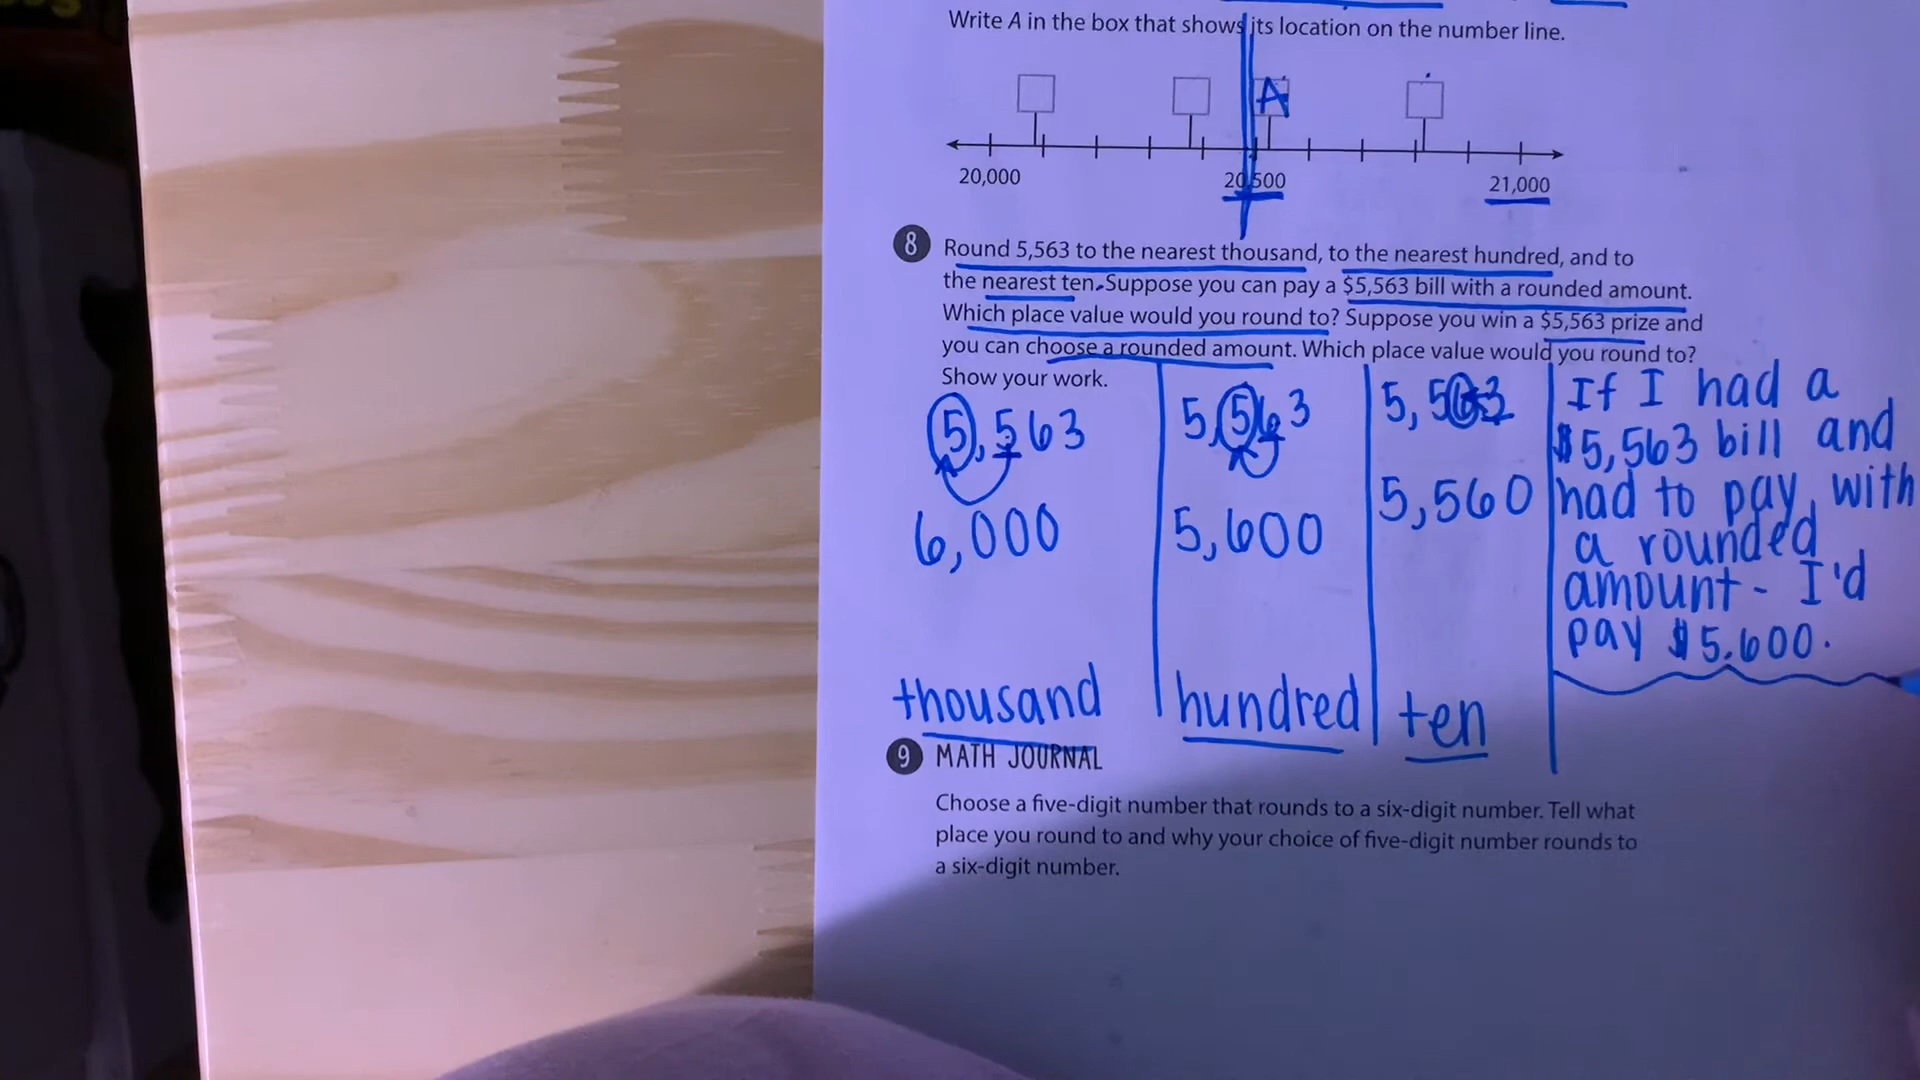 Write A in the box that shows its location on the number line.
A
20,000 20,500 21,000
8 Round 5,563 to the nearest thousand, to the nearest hundred, and to
the nearest ten. Suppose you can pay a $5,563 bill with a rounded amount.
Which place value would you round to? Suppose you win a $5,563 prize and
you can choose a rounded amount. Which place value would you round to?
Show your work.
5,563
6,000
thousand
5,563
5,600
hundred
5,563
5,560
ten
If I had a
$5,563 bill and
had to pay, with
a rounded
amount - I'd
pay $5,600.
9 MATH JOURNAL
Choose a five-digit number that rounds to a six-digit number. Tell what
place you round to and why your choice of five-digit number rounds to
a six-digit number.